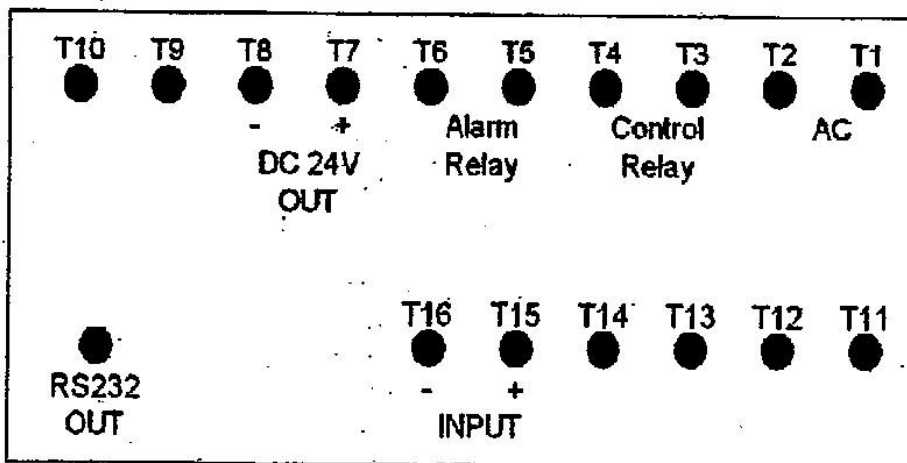 T10 T9 T8 T7 T6 T5 T4 T3 T2 T1
- + Alarm Control AC
DC 24V Relay Relay
OUT
T16 T15 T14 T13 T12 T11
RS232 - +
OUT INPUT